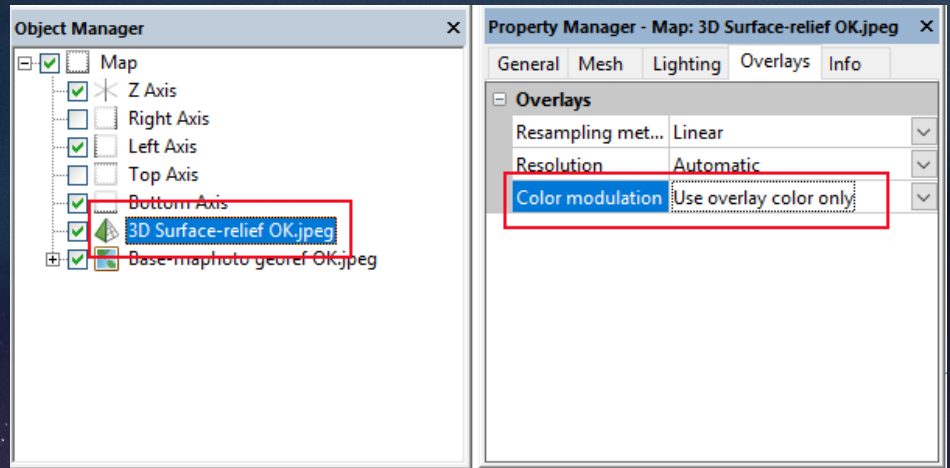 Object Manager
Map
Z Axis
Right Axis
Left Axis
Top Axis
Bottom Axis
3D Surface-relief OK.jpeg
Base-maphoto georef OK.jpeg
Property Manager - Map: 3D Surface-relief OK.jpeg
General Mesh Lighting Overlays Info
Overlays
Resampling met... Linear
Resolution Automatic
Color modulation Use overlay color only